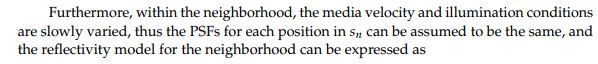 Furthermore, within the neighborhood, the media velocity and illumination conditions
are slowly varied, thus the PSFs for each position in sₙ can be assumed to be the same, and
the reflectivity model for the neighborhood can be expressed as